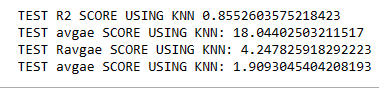 TEST R2 SCORE USING KNN 0.8552603575218423
TEST avgae SCORE USING KNN: 18.04402503211517
TEST Ravgae SCORE USING KNN: 4.247825918292223
TEST avgae SCORE USING KNN: 1.9093045404208193